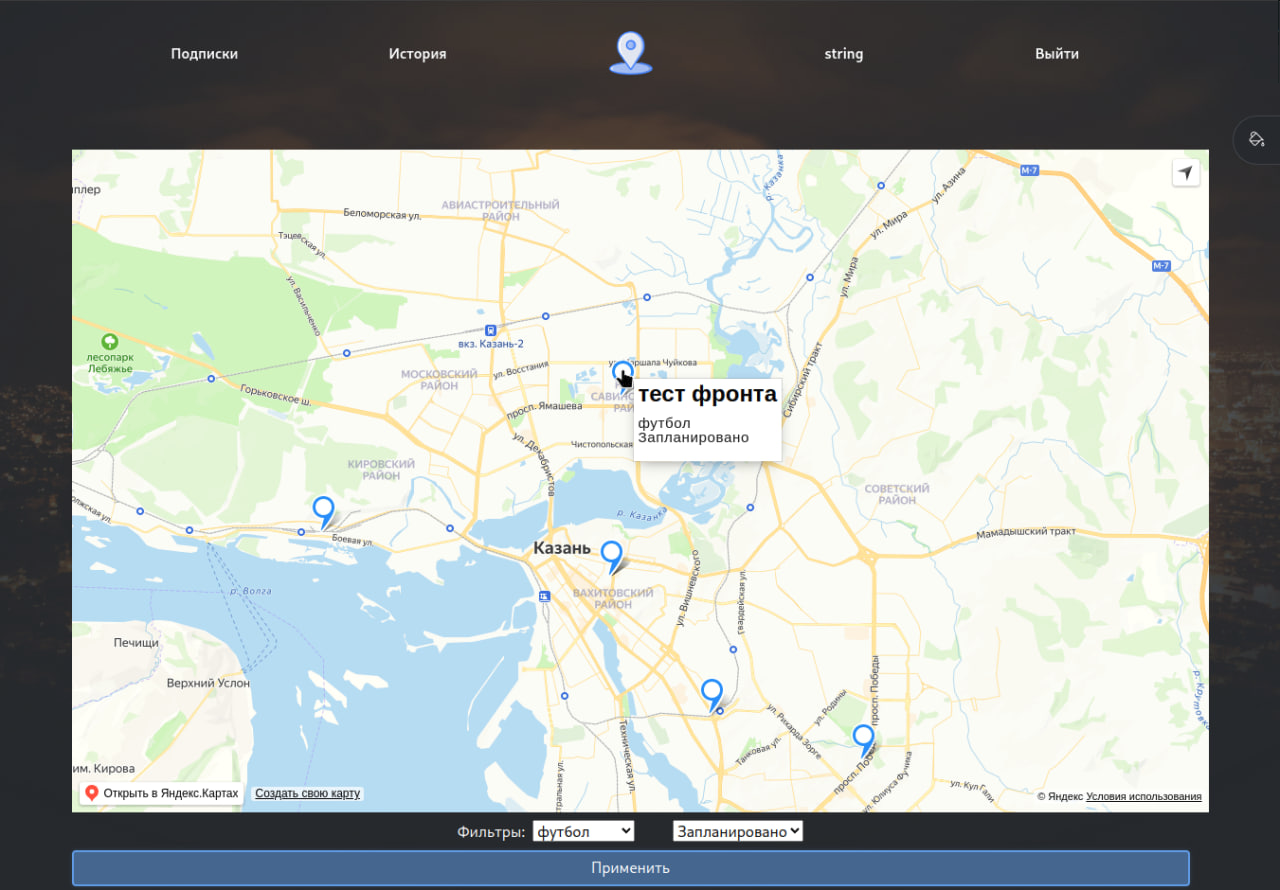 Подписки
История
string
Выйти
М-7
р. Казанка
ул. Азина
АВИАСТРОИТЕЛЬНЫЙ
РАЙОН
Беломорская ул.
ул. Мира
Тэцевская ул.
М-7
ул. Мира
ул. Васильченко
вкз. Казань-2
лесопарк
Лебяжье
Сибирский тракт
МОСКОВСКИЙ
РАЙОН
ул. Восстания
Горьковское ш.
просп. Ямашева
тест фронта
футбол
Запланировано
ул. Декабристов
Чистопольская
КИРОВСКИЙ
РАЙОН
СОВЕТСКИЙ
РАЙОН
р. Казанка
Боевая ул.
Мамадышский тракт
Казань
ВАХИТОВСКИЙ
РАЙОН
р. Волга
ул. Вишневского
Гвардейская ул.
Печищи
Верхний Услон
просп. Победы
р. Крутовка
ул. Родины
ул. Рихарда Зорге
Танковая ул.
Техническая ул.
просп. Победы
ул. Юлиуса Фучика
им. Кирова
ул. Кул Гали
Открыть в Яндекс.Картах
Создать свою карту
© Яндекс Условия использования
Фильтры: футбол Запланировано
Применить